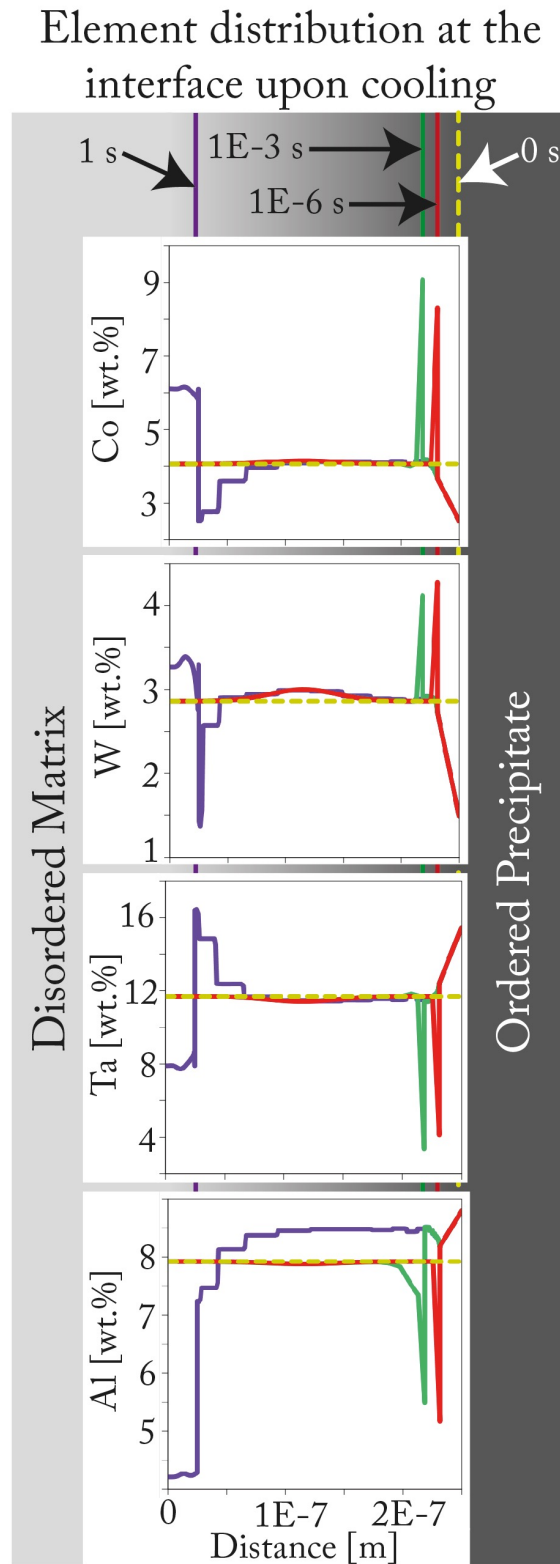 Element distribution at the
interface upon cooling
1 s
1E-3 s
0 s
1E-6 s
Co [wt.%]
9
7
5
3
W [wt.%]
4
3
2
1
Ta [wt.%]
16
12
8
4
Al [wt.%]
8
7
6
5
0
1E-7
2E-7
Distance [m]
Disordered Matrix
Ordered Precipitate